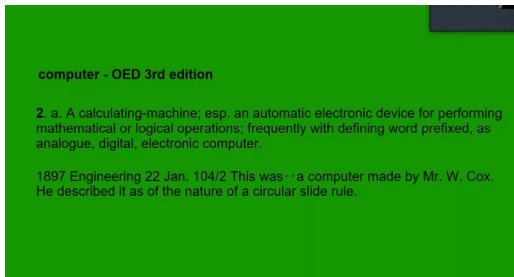 computer - OED 3rd edition
2. a. A calculating-machine; esp. an automatic electronic device for performing
mathematical or logical operations; frequently with defining word prefixed, as
analogue, digital, electronic computer.
1897 Engineering 22 Jan. 104/2 This was··a computer made by Mr. W. Cox.
He described it as of the nature of a circular slide rule.